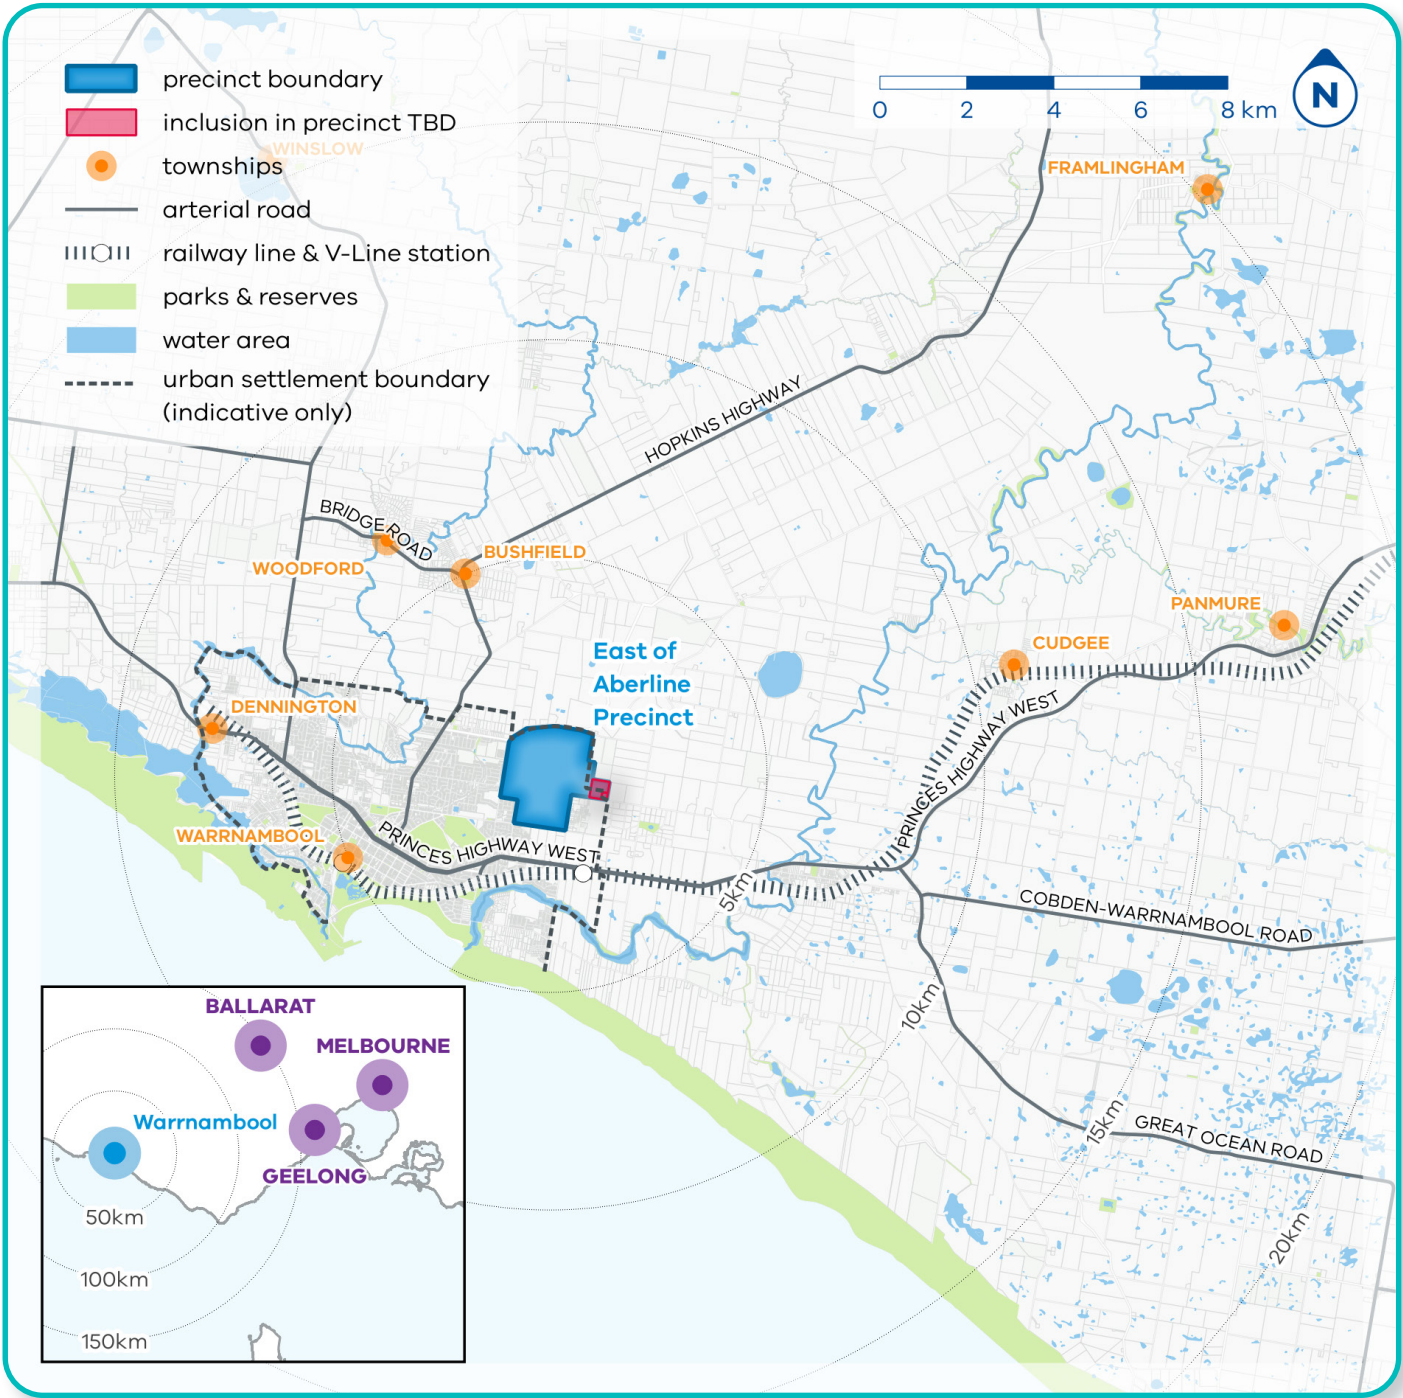 precinct boundary
inclusion in precinct TBD
WINSLOW
townships
arterial road
railway line & V-Line station
parks & reserves
water area
urban settlement boundary
(indicative only)
0 2 4 6 8 km
N
FRAMLINGHAM
HOPKINS HIGHWAY
BRIDGE ROAD
WOODFORD
BUSHFIELD
PANMURE
CUDGEE
East of
Aberline
Precinct
DENNINGTON
PRINCES HIGHWAY WEST
WARRNAMBOOL
PRINCES HIGHWAY WEST
5km
COBDEN-WARRNAMBOOL ROAD
10km
15km
GREAT OCEAN ROAD
20km
BALLARAT
MELBOURNE
Warrnambool
GEELONG
50km
100km
150km